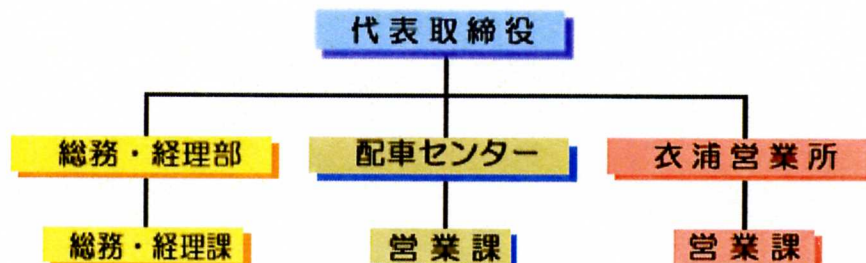 代表取締役
総務・経理部
配車センター
衣浦営業所
総務・経理課
営業課
営業課